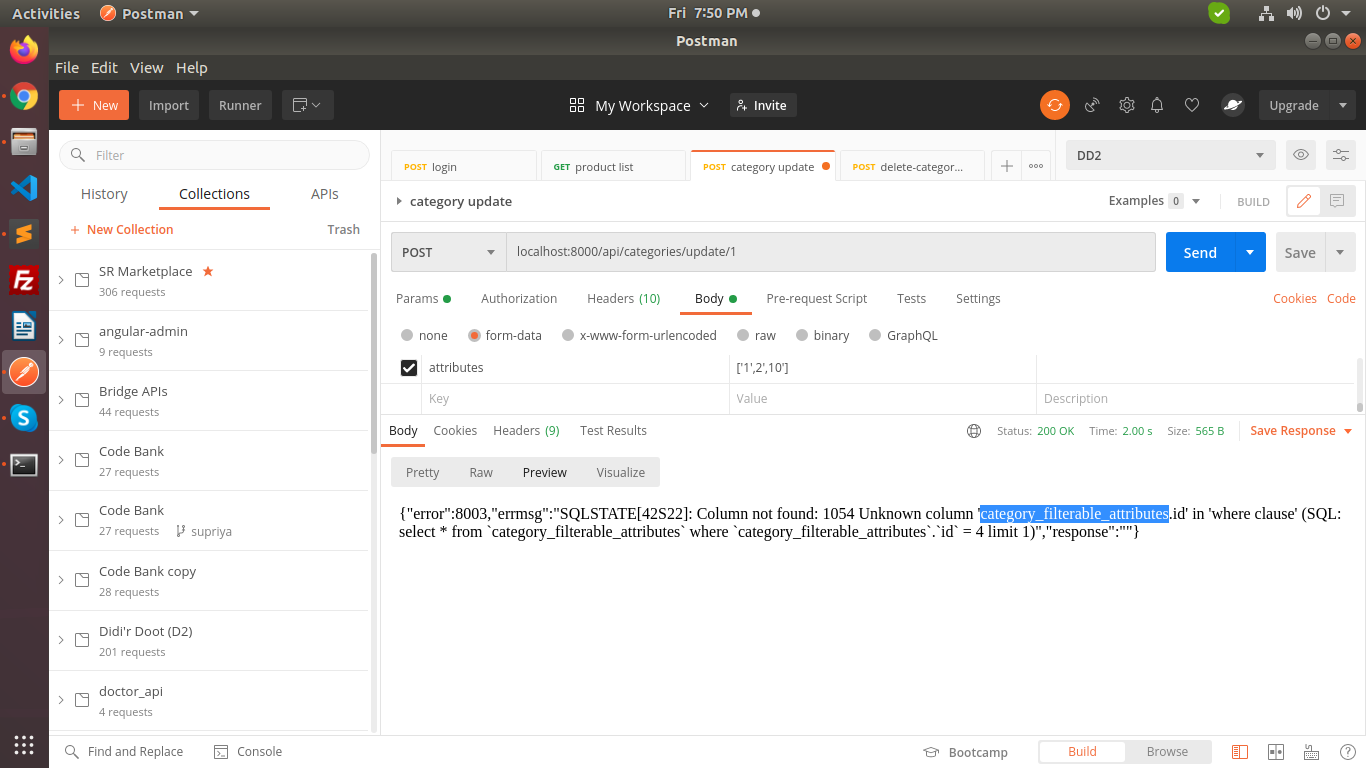 Activities Postman Fri 7:50 PM
Postman
File Edit View Help
New Import Runner My Workspace Invite Upgrade
Filter
History Collections APIs
+ New Collection Trash
SR Marketplace
306 requests
angular-admin
9 requests
Bridge APIs
44 requests
Code Bank
27 requests
Code Bank
27 requests supriya
Code Bank copy
28 requests
Didi'r Doot (D2)
201 requests
doctor_api
4 requests
POST login GET product list POST category update POST delete-categor... DD2
category update Examples 0 BUILD
POST localhost:8000/api/categories/update/1 Send Save
Params Authorization Headers (10) Body Pre-request Script Tests Settings Cookies Code
none form-data x-www-form-urlencoded raw binary GraphQL
attributes ['1',2',10']
Key Value Description
Body Cookies Headers (9) Test Results Status: 200 OK Time: 2.00 s Size: 565 B Save Response
Pretty Raw Preview Visualize
{"error":8003,"errmsg":"SQLSTATE[42S22]: Column not found: 1054 Unknown column 'category_filterable_attributes.id' in 'where clause' (SQL:
select * from `category_filterable_attributes` where `category_filterable_attributes`.`id` = 4 limit 1)","response":""}
Find and Replace Console Bootcamp Build Browse